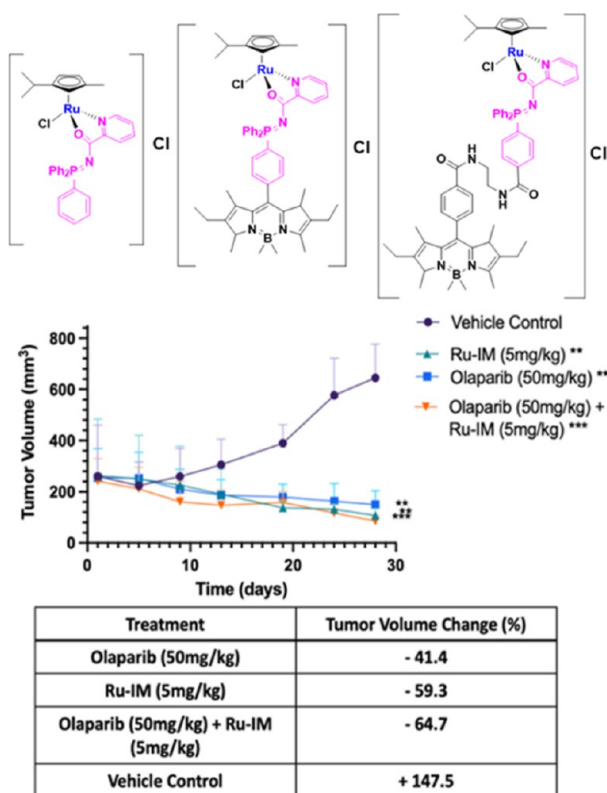 Ru
Cl
N
O
N
Ph₂P
Cl
Ru
Cl
N
O
N
Ph₂P
N
N
B
Cl
Ru
Cl
N
O
N
Ph₂P
O
H
N
N
H
O
N
N
B
Cl
Vehicle Control
Ru-IM (5mg/kg) **
Olaparib (50mg/kg) **
Olaparib (50mg/kg) +
Ru-IM (5mg/kg) ***
Tumor Volume (mm³)
800
600
400
200
0
**
**
***
0 10 20 30
Time (days)
Treatment Tumor Volume Change (%)
Olaparib (50mg/kg) - 41.4
Ru-IM (5mg/kg) - 59.3
Olaparib (50mg/kg) + Ru-IM
(5mg/kg) - 64.7
Vehicle Control + 147.5